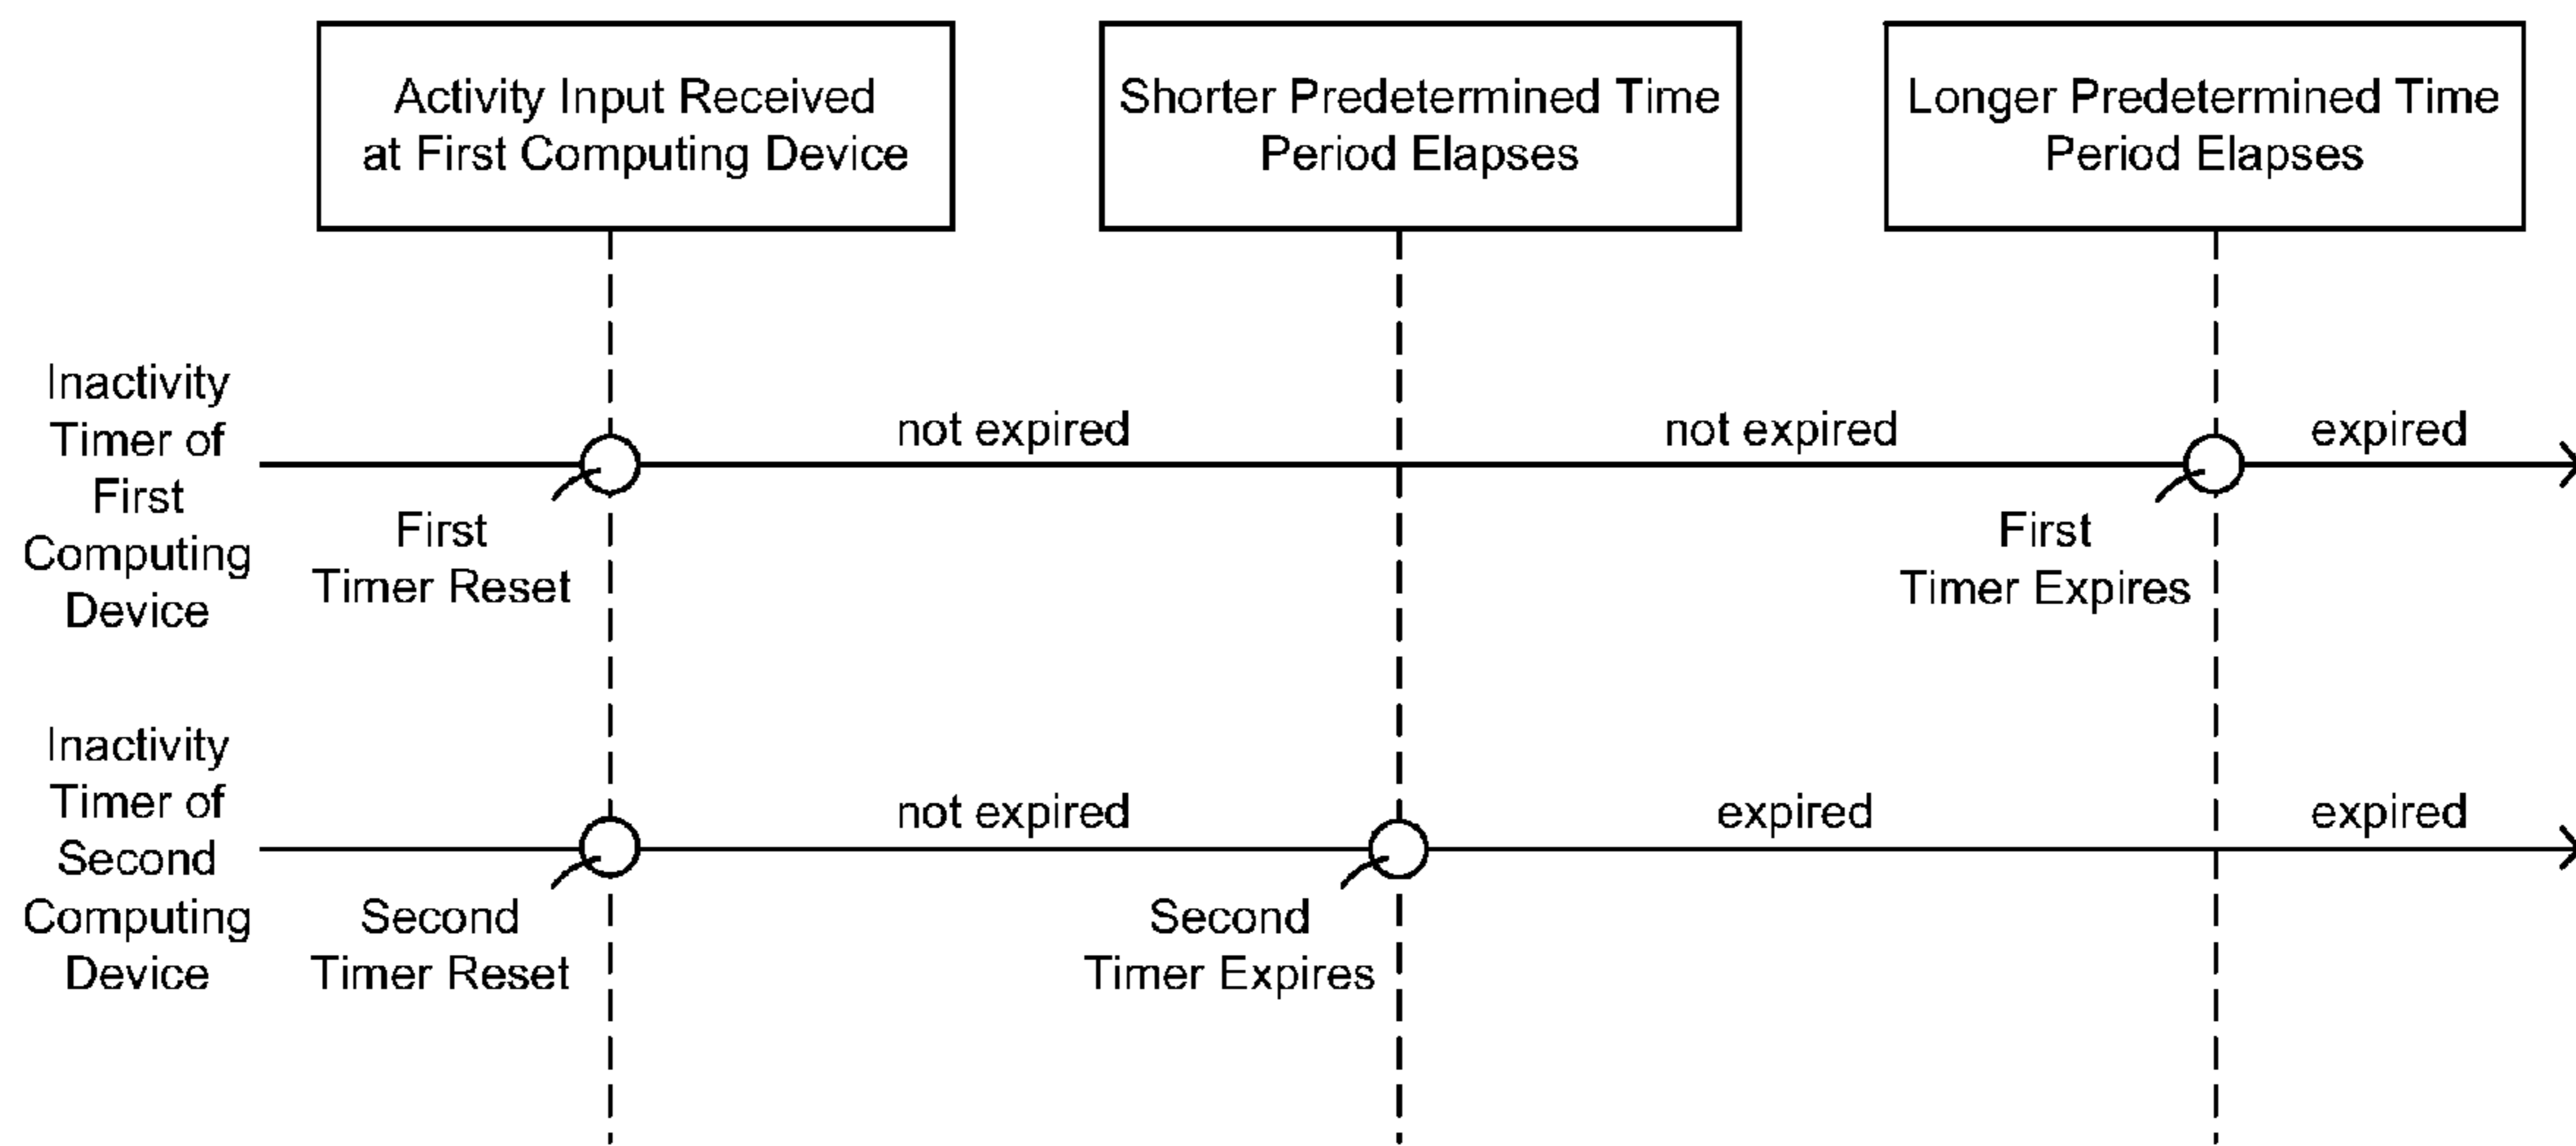 Activity Input Received
at First Computing Device
Shorter Predetermined Time
Period Elapses
Longer Predetermined Time
Period Elapses
Inactivity
Timer of
First
Computing
Device
not expired
not expired
expired
First
Timer Reset
First
Timer Expires
Inactivity
Timer of
Second
Computing
Device
not expired
expired
expired
Second
Timer Reset
Second
Timer Expires